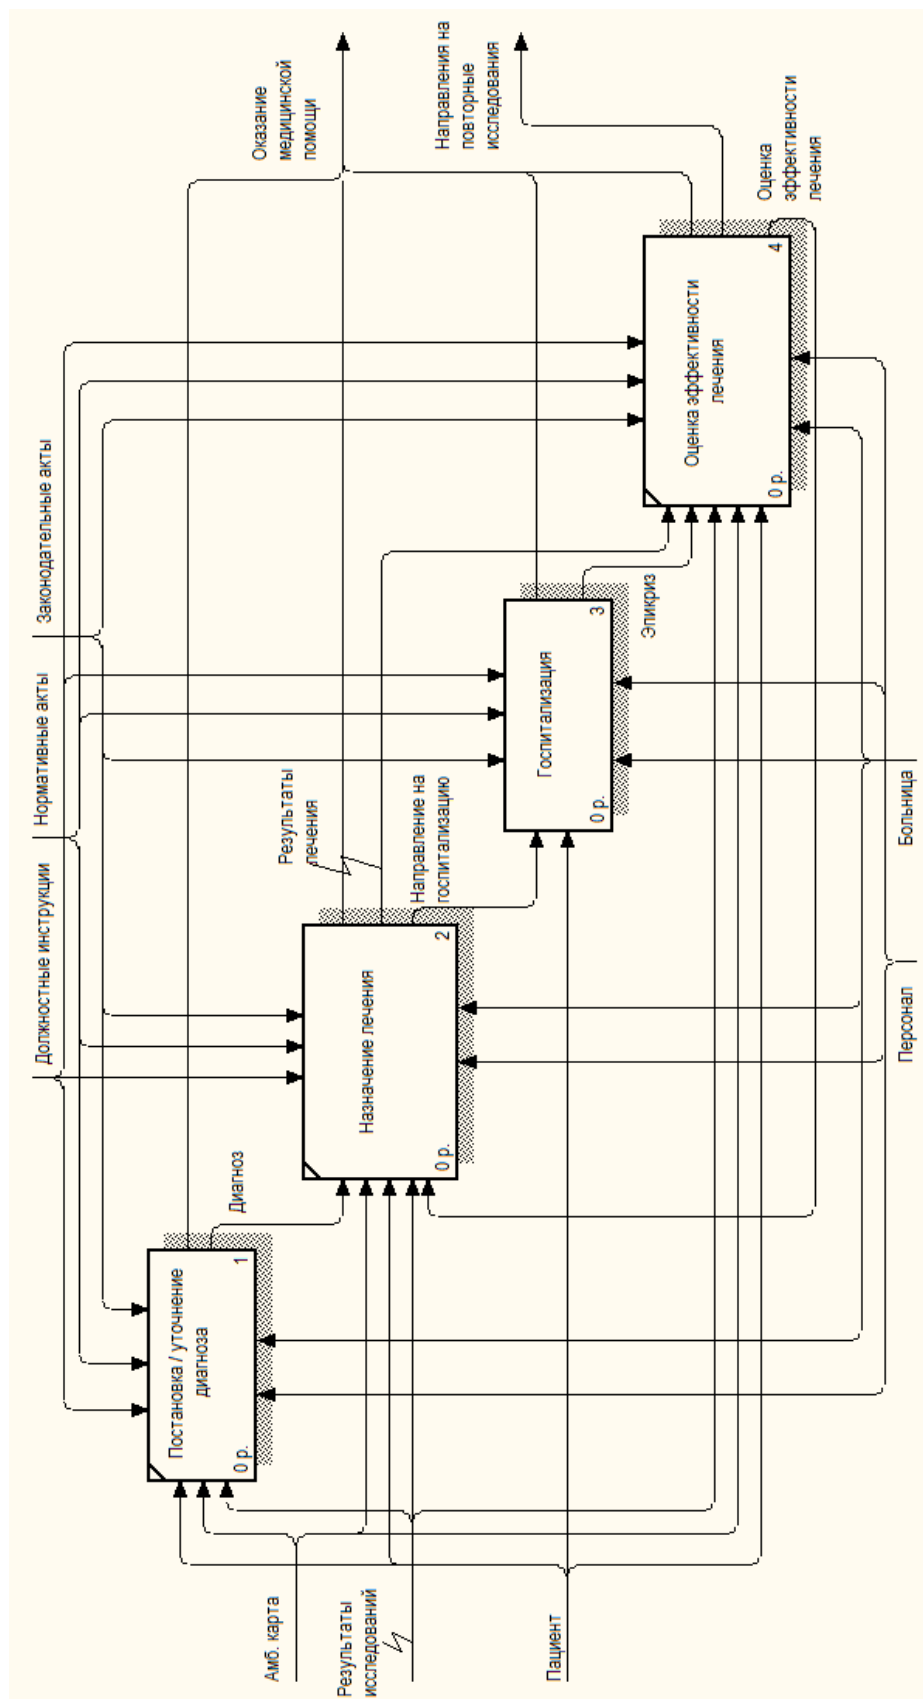 Должностные инструкции
Нормативные акты
Законодательные акты
Амб. карта
Результаты
исследований
Пациент
Постановка / уточнение
диагноза
0 р.
1
Диагноз
Назначение лечения
0 р.
2
Результаты
лечения
Направление на
госпитализацию
Госпитализация
0 р.
3
Эпикриз
Оценка эффективности
лечения
0 р.
4
Оказание
медицинской
помощи
Направления на
повторные
исследования
Оценка
эффективности
лечения
Персонал
Больница